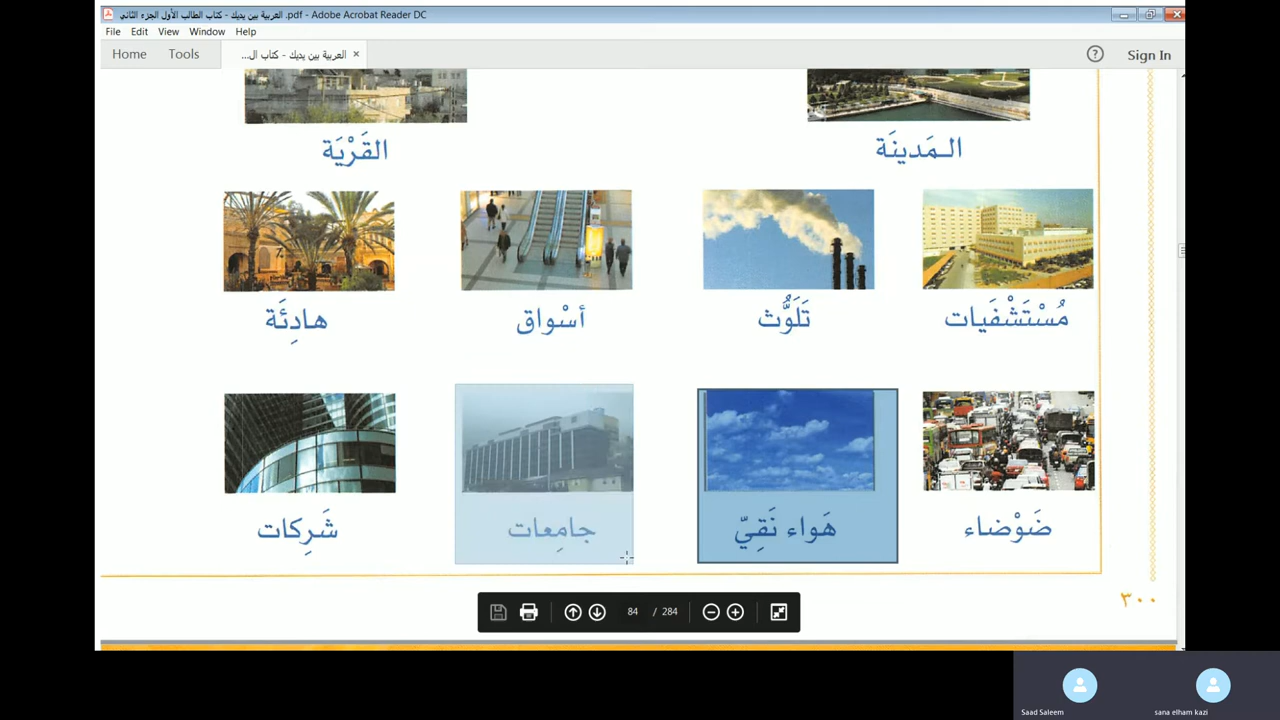 العربية بين يديك - كتاب الطالب الأول الجزء الثاني .pdf - Adobe Acrobat Reader DC
File Edit View Window Help
Home Tools العربية بين يديك - كتاب ال... × ? Sign In
المَدينَة القَرْيَة
مُسْتَشْفَيات تَلَوُّث أسْواق هادِئَة
ضَوْضاء هَواء نَقِيّ جامِعات شَرِكات
٣٠٠
84 / 284
Saad Saleem sana elham kazi